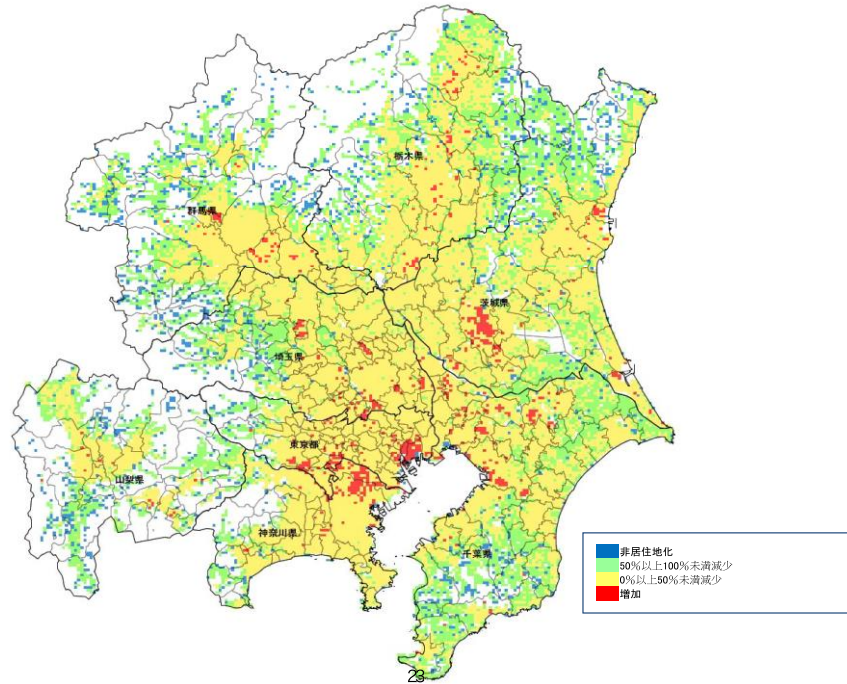 栃木県
群馬県
茨城県
埼玉県
東京都
山梨県
神奈川県
千葉県
非居住地化
50%以上100%未満減少
0%以上50%未満減少
増加
23